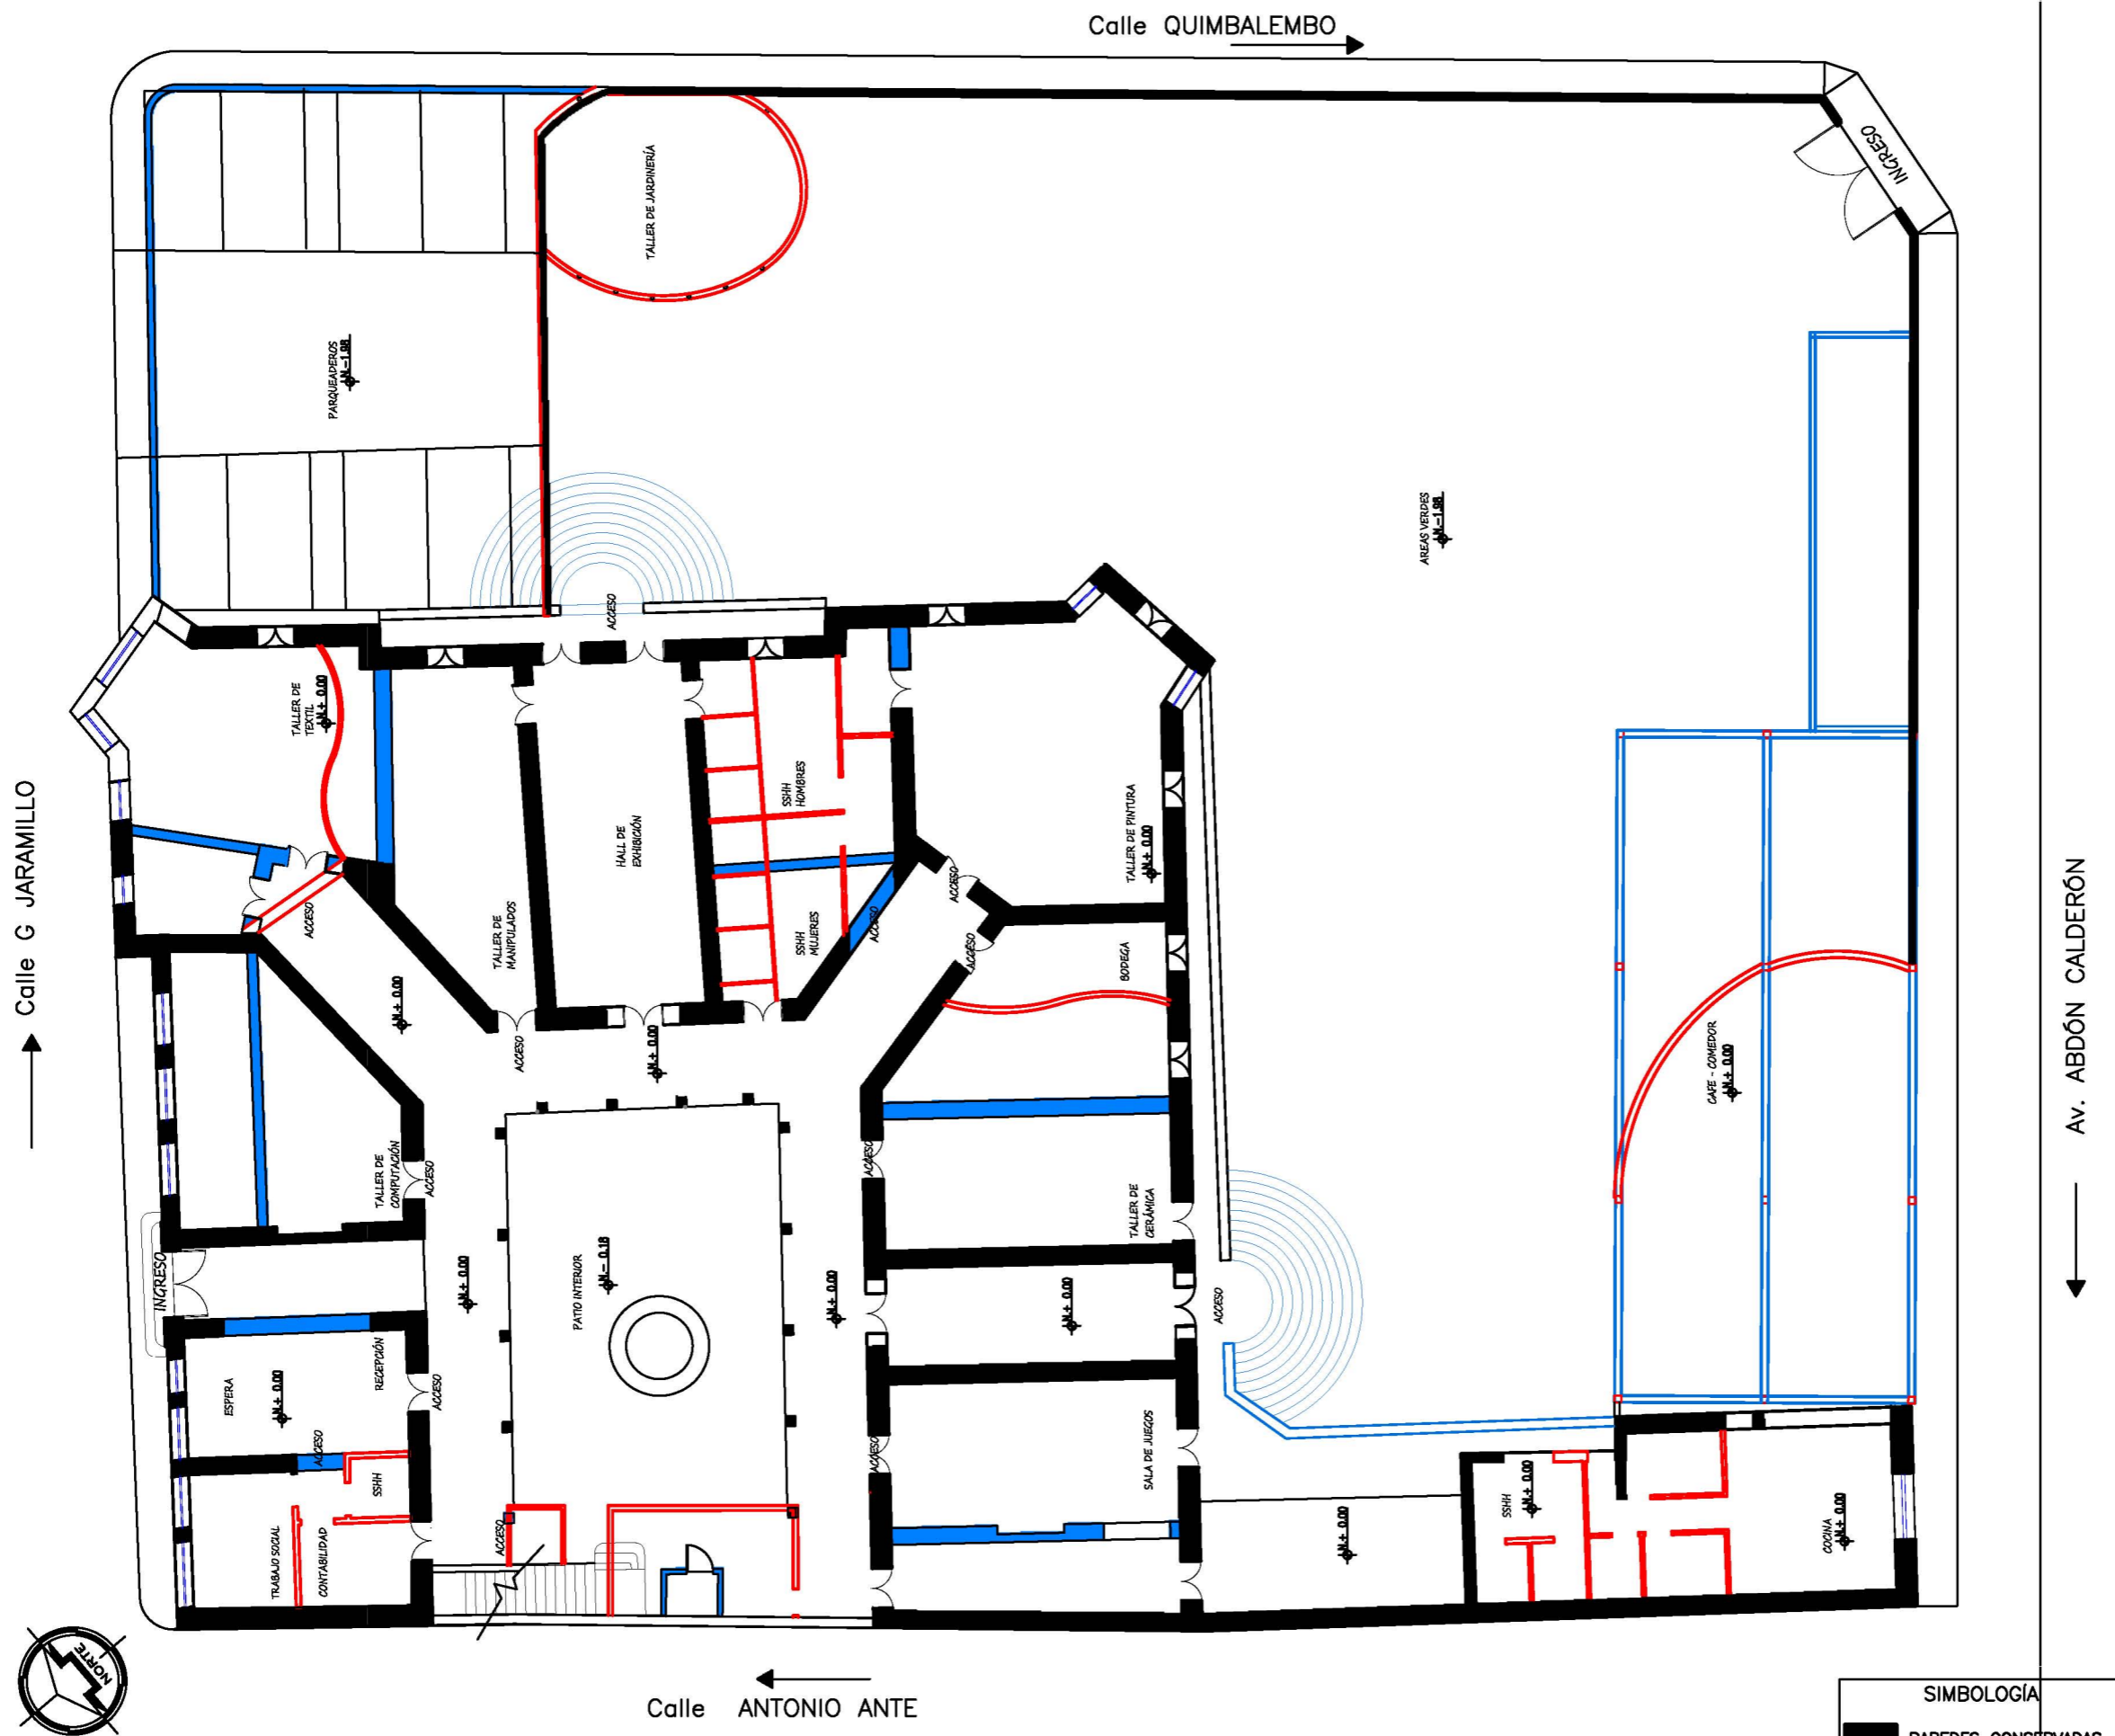 Calle QUIMBALEMBO
INGRESO
TALLER DE JARDINERÍA
PARQUEADEROS
N.-1.98
AREAS VERDES
N.-1.98
ACCESO
TALLER DE
TEXTIL
N.+ 0.00
SSHH
HOMBRES
HALL DE
EXHIBICIÓN
TALLER DE PINTURA
N.+ 0.00
Calle G JARAMILLO
Av. ABDÓN CALDERÓN
ACCESO
ACCESO
TALLER DE
MANIPULADOS
SSHH
MUJERES
ACCESO
ACCESO
BODEGA
N.+ 0.00
ACCESO
N.+ 0.00
CAFE - COMEDOR
N.+ 0.00
TALLER DE
COMPUTACIÓN
ACCESO
ACCESO
TALLER DE
CERÁMICA
INGRESO
N.+ 0.00
PATIO INTERIOR
N.- 0.18
N.+ 0.00
N.+ 0.00
ACCESO
ESPERA
N.+ 0.00
RECEPCIÓN
ACCESO
ACCESO
SSHH
ACCESO
SALA DE JUEGOS
TRABAJO SOCIAL
CONTABILIDAD
ACCESO
N.+ 0.00
SSHH
N.+ 0.00
COCINA
N.+ 0.00
NORTE
Calle ANTONIO ANTE
SIMBOLOGÍA
PAREDES CONSERVADAS